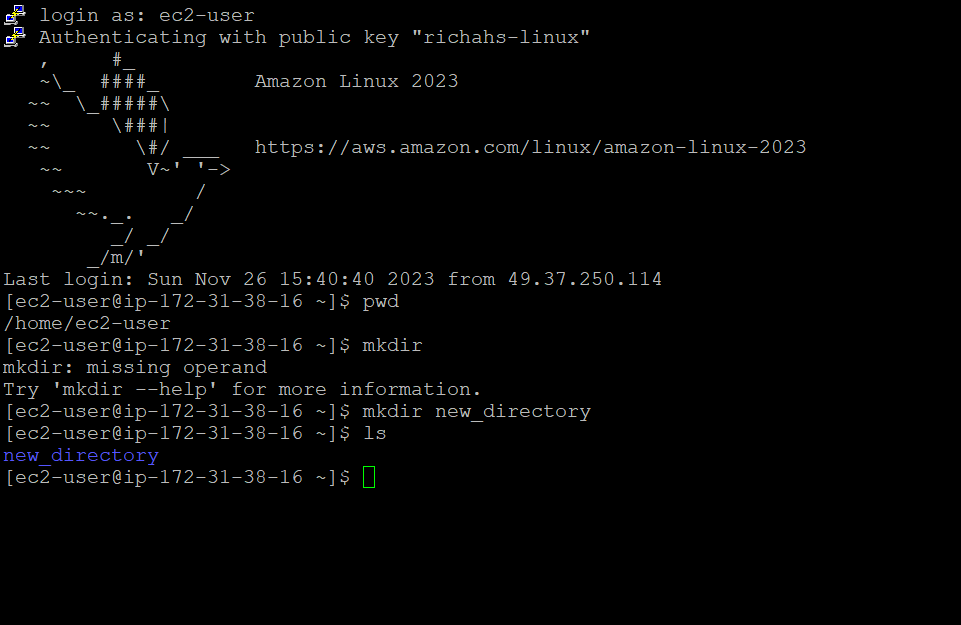 login as: ec2-user
Authenticating with public key "richahs-linux"
   ,     #_
   ~\_  ####_        Amazon Linux 2023
  ~~  \_#####\
  ~~     \###|
  ~~       \#/ ___   https://aws.amazon.com/linux/amazon-linux-2023
   ~~       V~' '->
    ~~~         /
      ~~._.   _/
         _/ _/
       _/m/'
Last login: Sun Nov 26 15:40:40 2023 from 49.37.250.114
[ec2-user@ip-172-31-38-16 ~]$ pwd
/home/ec2-user
[ec2-user@ip-172-31-38-16 ~]$ mkdir
mkdir: missing operand
Try 'mkdir --help' for more information.
[ec2-user@ip-172-31-38-16 ~]$ mkdir new_directory
[ec2-user@ip-172-31-38-16 ~]$ ls
new_directory
[ec2-user@ip-172-31-38-16 ~]$